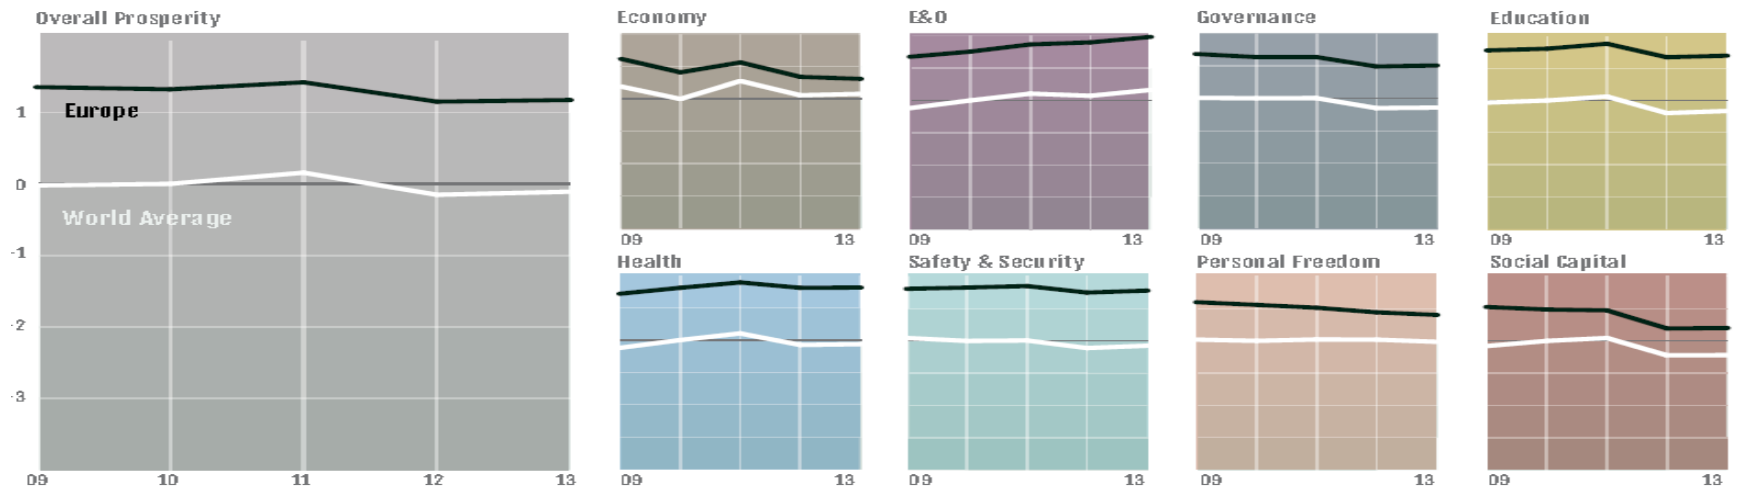 Overall Prosperity
1
Europe
0
World Average
-1
-2
-3
09 10 11 12 13
Economy
09 13
E&O
09 13
Governance
09 13
Education
09 13
Health
09 13
Safety & Security
09 13
Personal Freedom
09 13
Social Capital
09 13